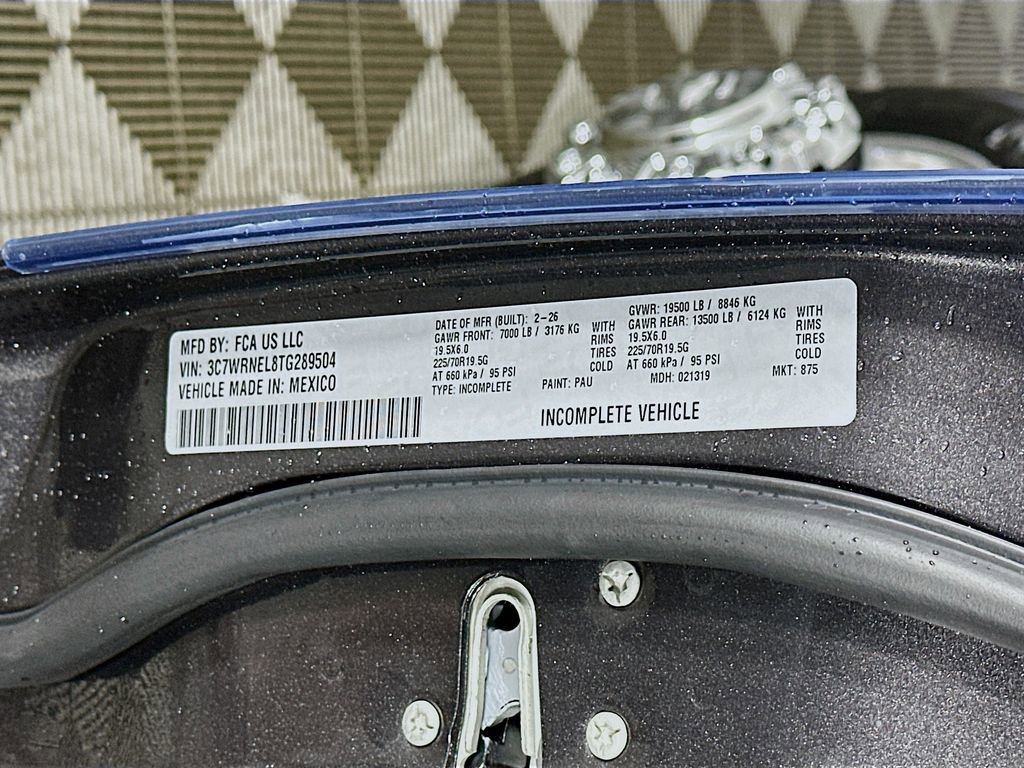 MFD BY: FCA US LLC
VIN: 3C7WRNEL8TG289504
VEHICLE MADE IN: MEXICO
DATE OF MFR (BUILT): 2-26
GAWR FRONT: 7000 LB / 3176 KG WITH
19.5X6.0 RIMS
225/70R19.5G TIRES
AT 660 kPa / 95 PSI COLD
TYPE: INCOMPLETE
PAINT: PAU
GVWR: 19500 LB / 8846 KG
GAWR REAR: 13500 LB / 6124 KG WITH
19.5X6.0 RIMS
225/70R19.5G TIRES
AT 660 kPa / 95 PSI COLD
MDH: 021319
MKT: 875
INCOMPLETE VEHICLE